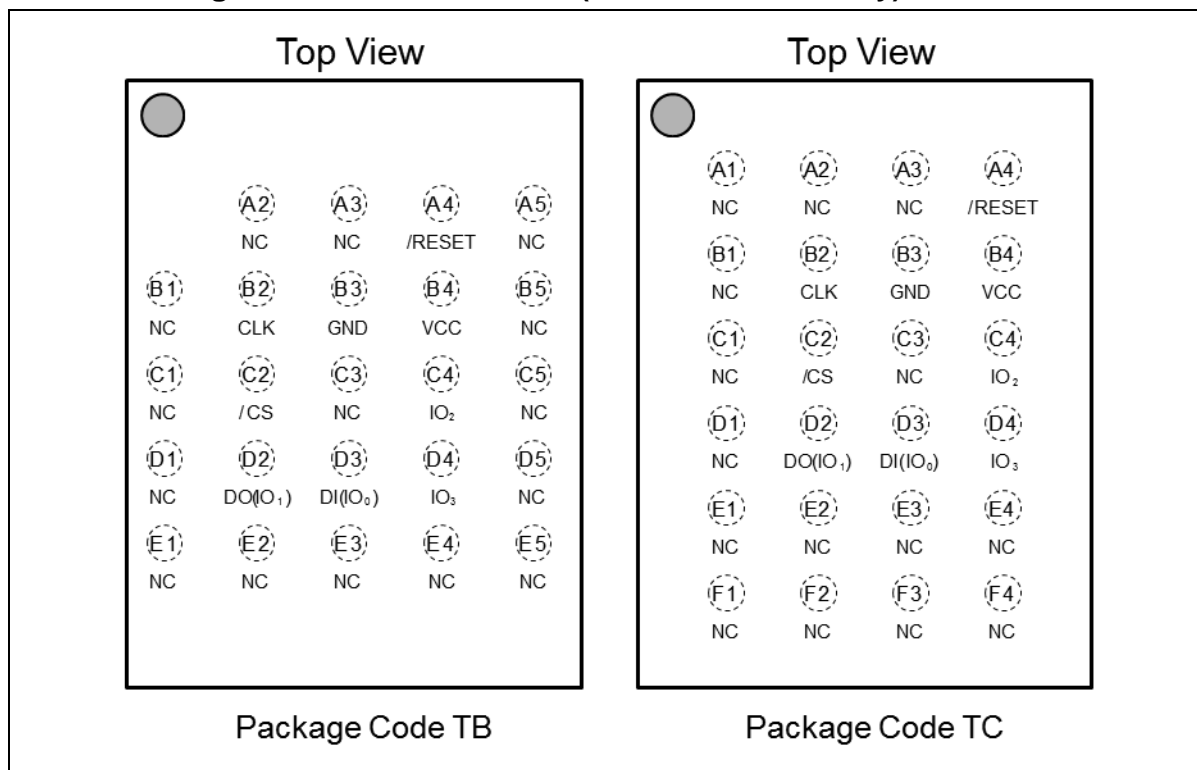 Top View
A2 A3 A4 A5
NC NC /RESET NC
B1 B2 B3 B4 B5
NC CLK GND VCC NC
C1 C2 C3 C4 C5
NC /CS NC IO₂ NC
D1 D2 D3 D4 D5
NC DO(IO₁) DI(IO₀) IO₃ NC
E1 E2 E3 E4 E5
NC NC NC NC NC
Package Code TB
Top View
A1 A2 A3 A4
NC NC NC /RESET
B1 B2 B3 B4
NC CLK GND VCC
C1 C2 C3 C4
NC /CS NC IO₂
D1 D2 D3 D4
NC DO(IO₁) DI(IO₀) IO₃
E1 E2 E3 E4
NC NC NC NC
F1 F2 F3 F4
NC NC NC NC
Package Code TC